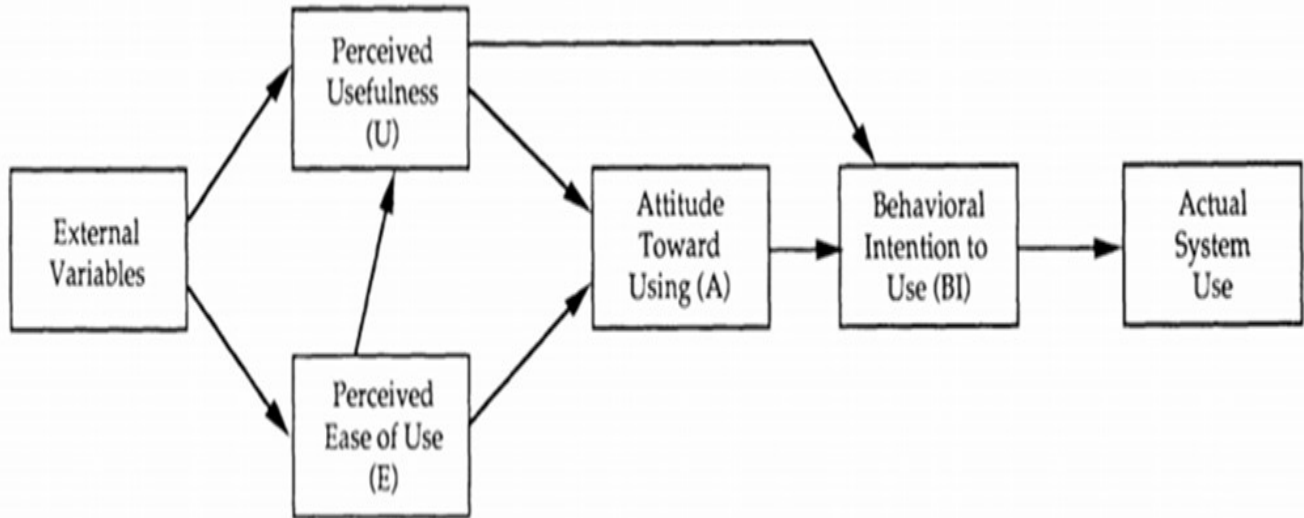 External
Variables
Perceived
Usefulness
(U)
Perceived
Ease of Use
(E)
Attitude
Toward
Using (A)
Behavioral
Intention to
Use (BI)
Actual
System
Use